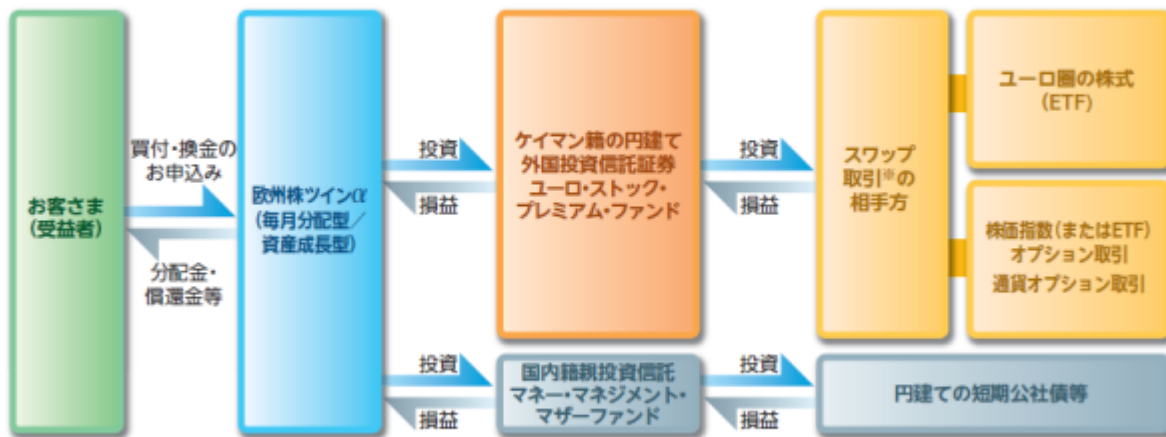 お客さま
(受益者)
買付・換金の
お申込み
分配金・
償還金等
欧州株ツインα
(毎月分配型／
資産成長型)
投資
損益
ケイマン籍の円建て
外国投資信託証券
ユーロ・ストック・
プレミアム・ファンド
投資
損益
スワップ
取引※の
相手方
ユーロ圏の株式
(ETF)
株価指数(またはETF)
オプション取引
通貨オプション取引
投資
損益
国内籍親投資信託
マネー・マネジメント・
マザーファンド
投資
損益
円建ての短期公社債等